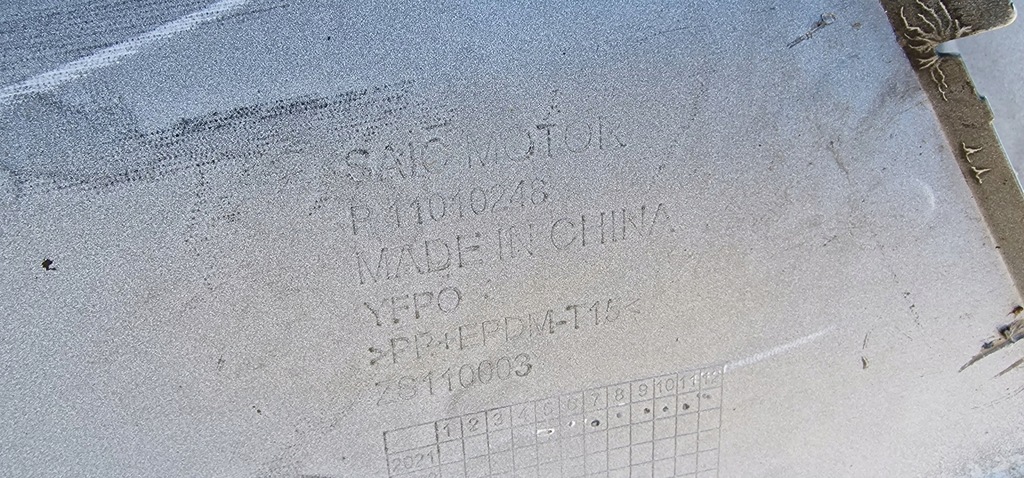 SAIC MOTOR
P 11010248
MADE IN CHINA
YFPO
>PP+EPDM-T15<
ZS110003
1 2 3 4 5 6 7 8 9 10 11 12
2021